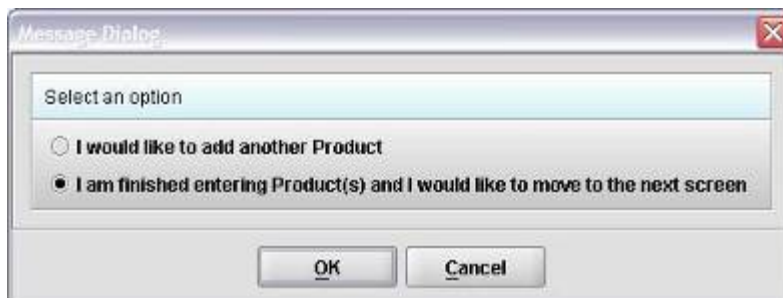 Message Dialog
Select an option
I would like to add another Product
I am finished entering Product(s) and I would like to move to the next screen
OK
Cancel